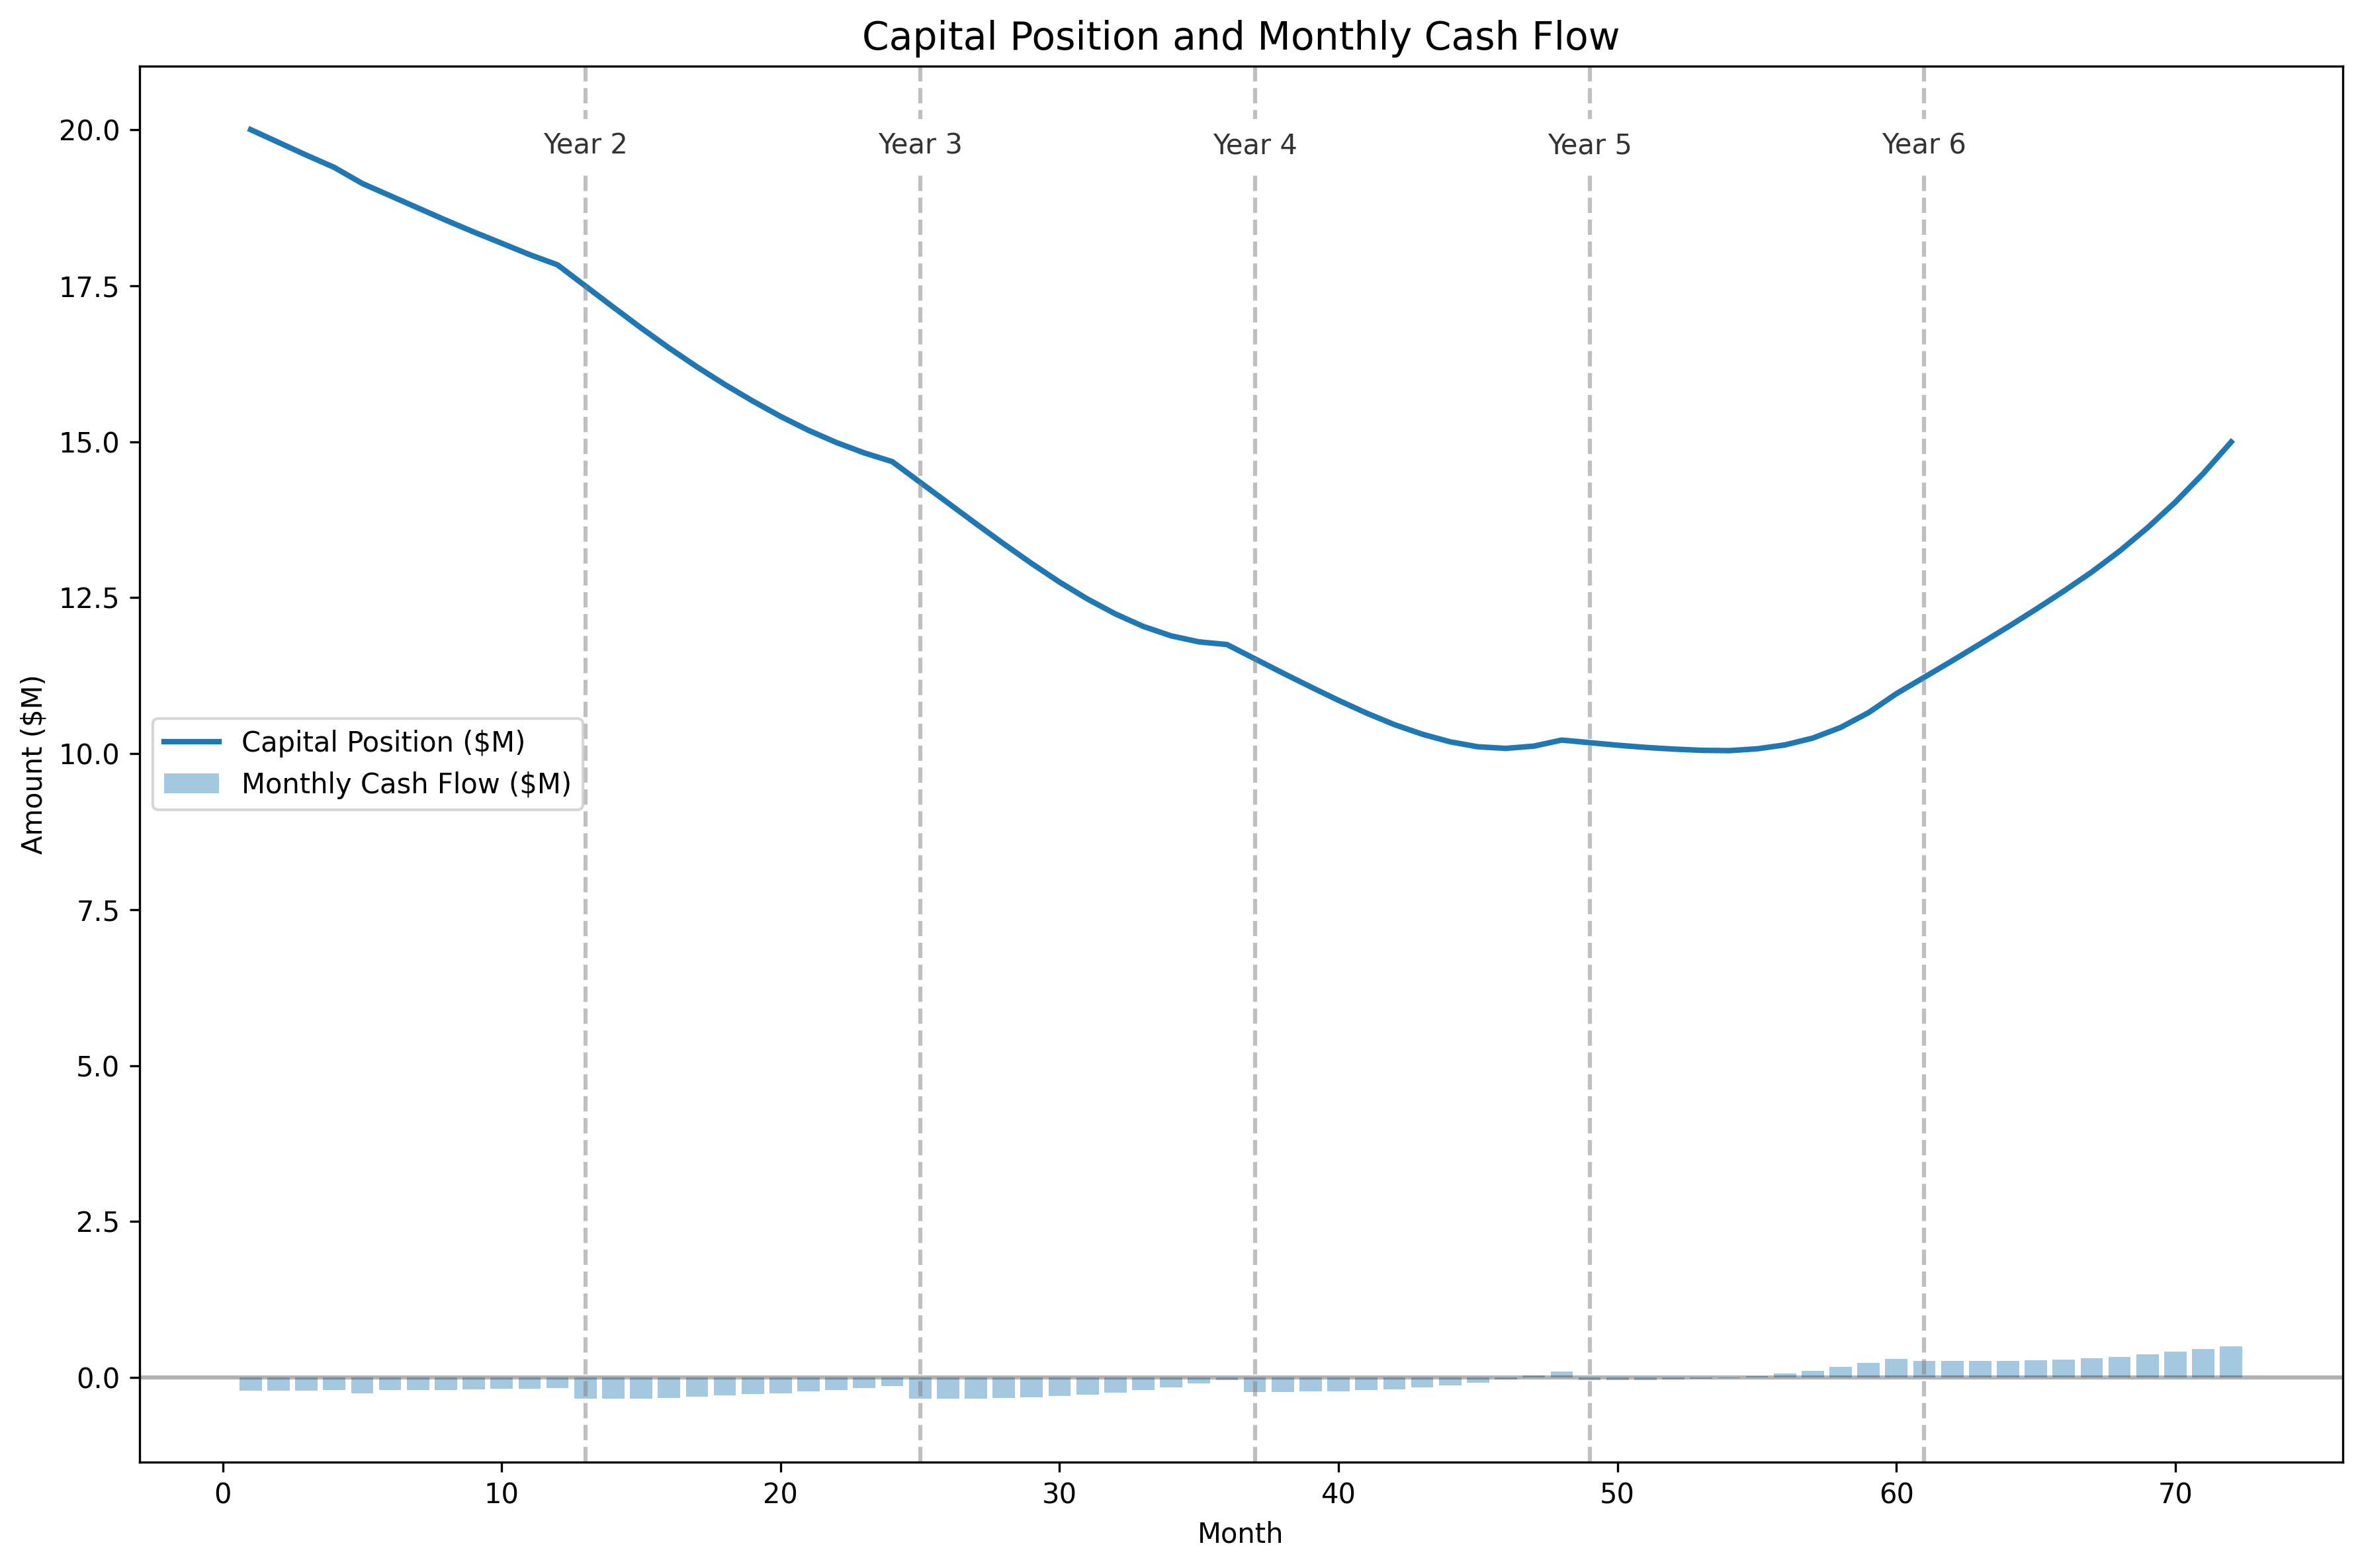 Capital Position and Monthly Cash Flow
20.0
17.5
15.0
12.5
10.0
7.5
5.0
2.5
0.0
Amount ($M)
Year 2
Year 3
Year 4
Year 5
Year 6
Capital Position ($M)
Monthly Cash Flow ($M)
0
10
20
30
40
50
60
70
Month